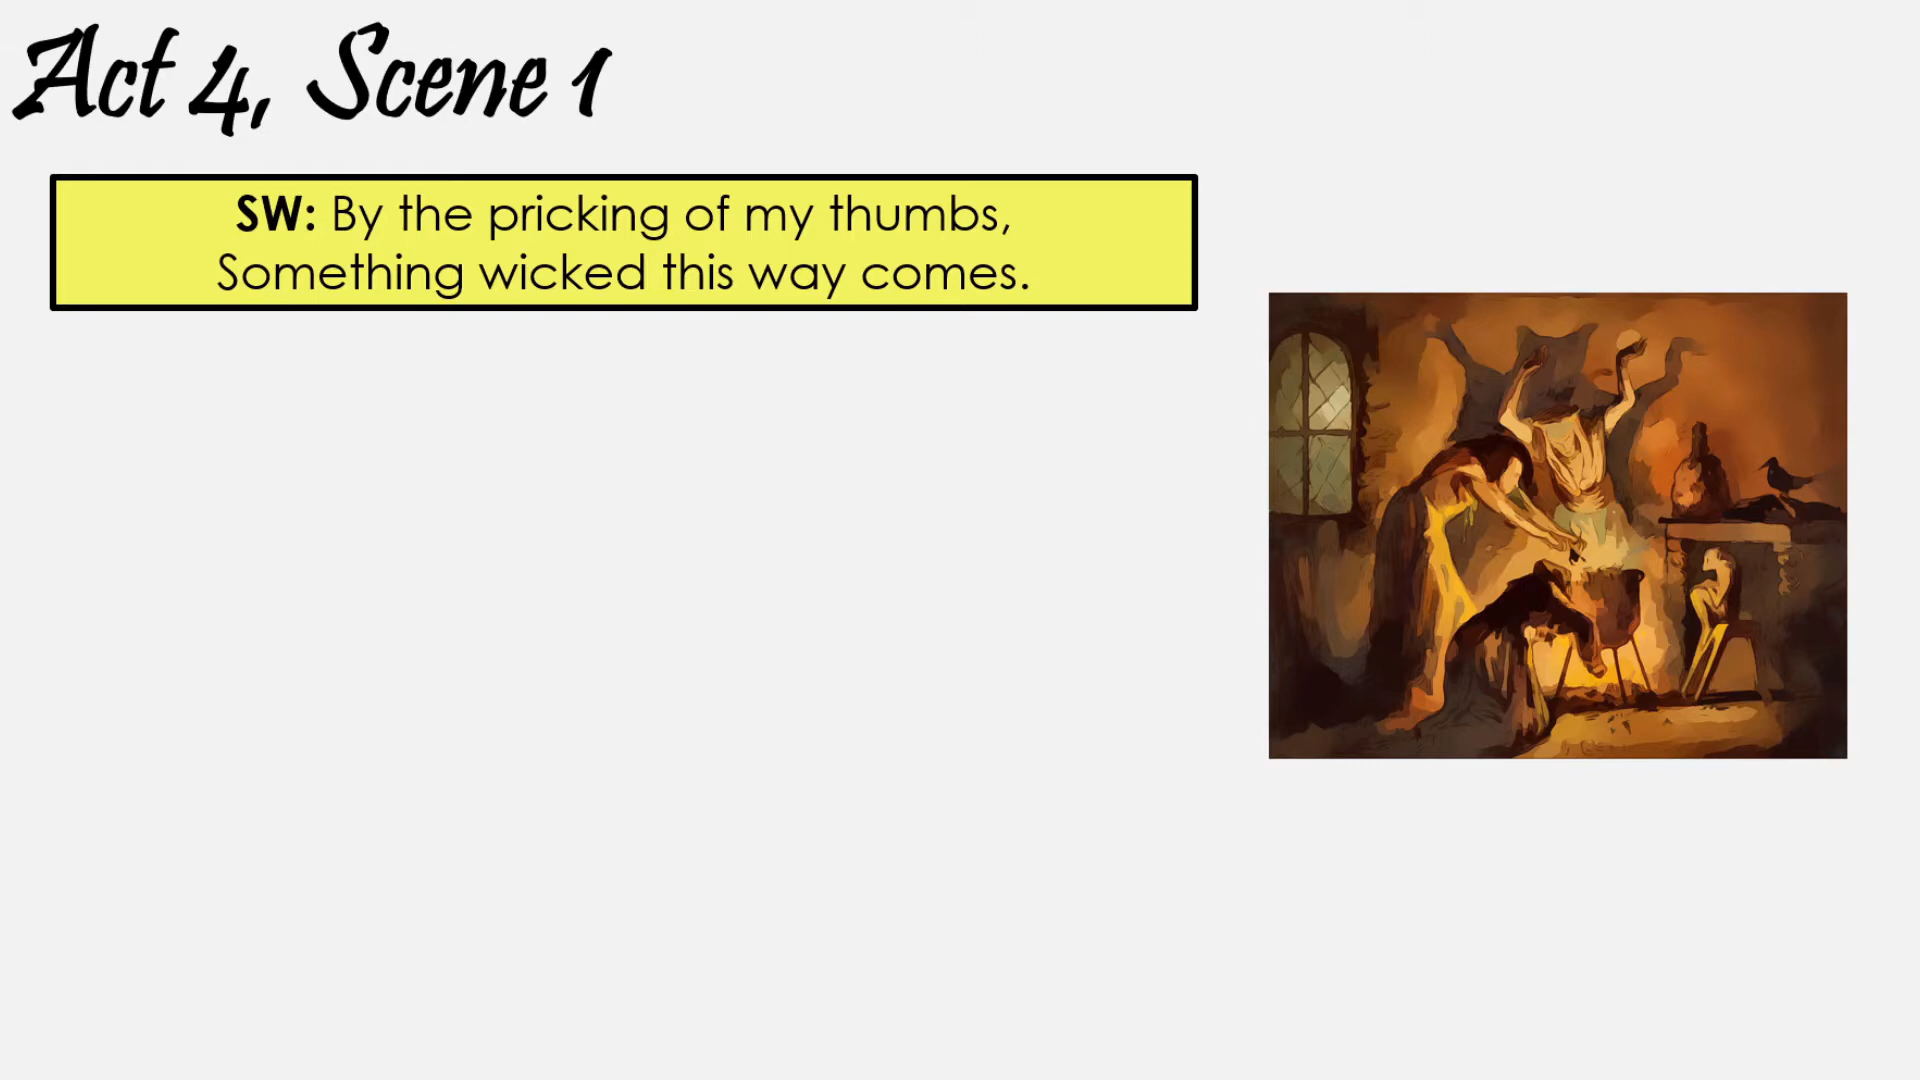 Act 4, Scene 1
SW: By the pricking of my thumbs,
Something wicked this way comes.